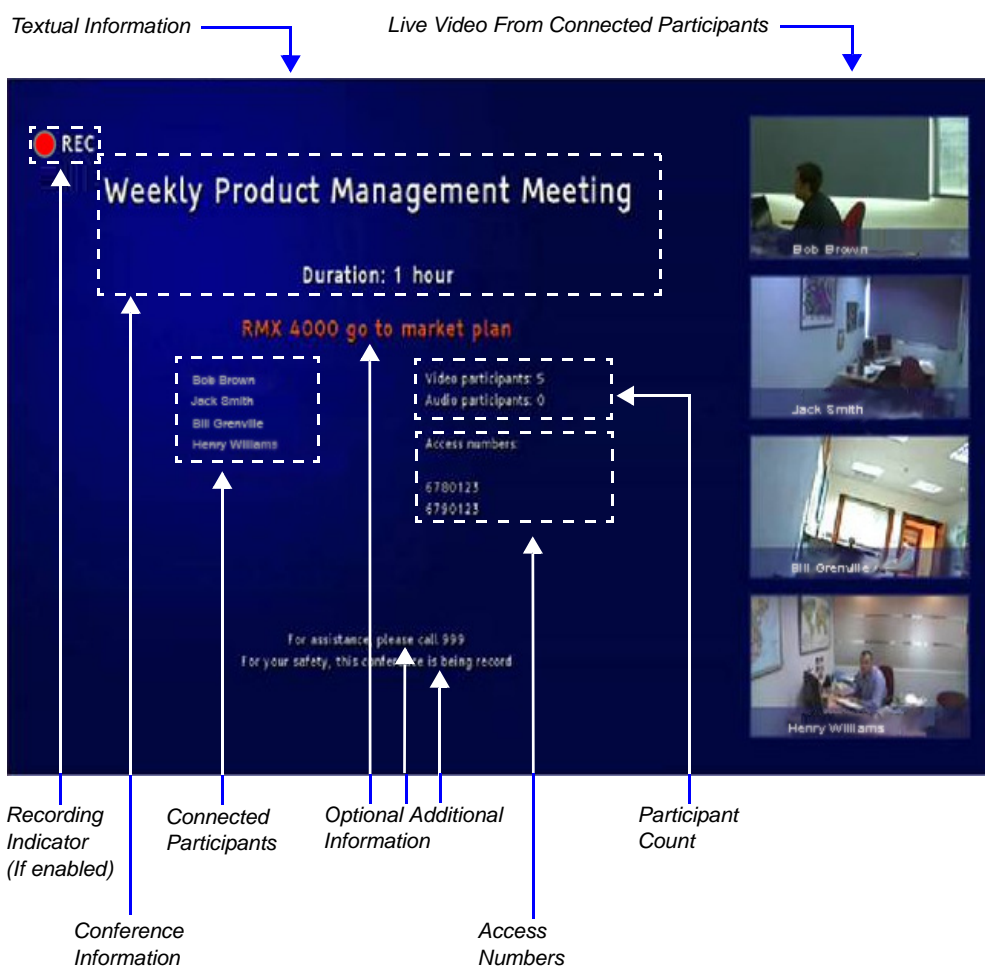 Textual Information
Live Video From Connected Participants
REC
Weekly Product Management Meeting
Duration: 1 hour
RMX 4000 go to market plan
Bob Brown
Jack Smith
Bill Grenville
Henry Williams
Video participants: 5
Audio participants: 0
Access numbers:
6780123
6790123
For assistance, please call 999
For your safety, this conference is being record
Bob Brown
Jack Smith
Bill Grenville
Henry Williams
Recording
Indicator
(If enabled)
Connected
Participants
Optional Additional
Information
Participant
Count
Conference
Information
Access
Numbers